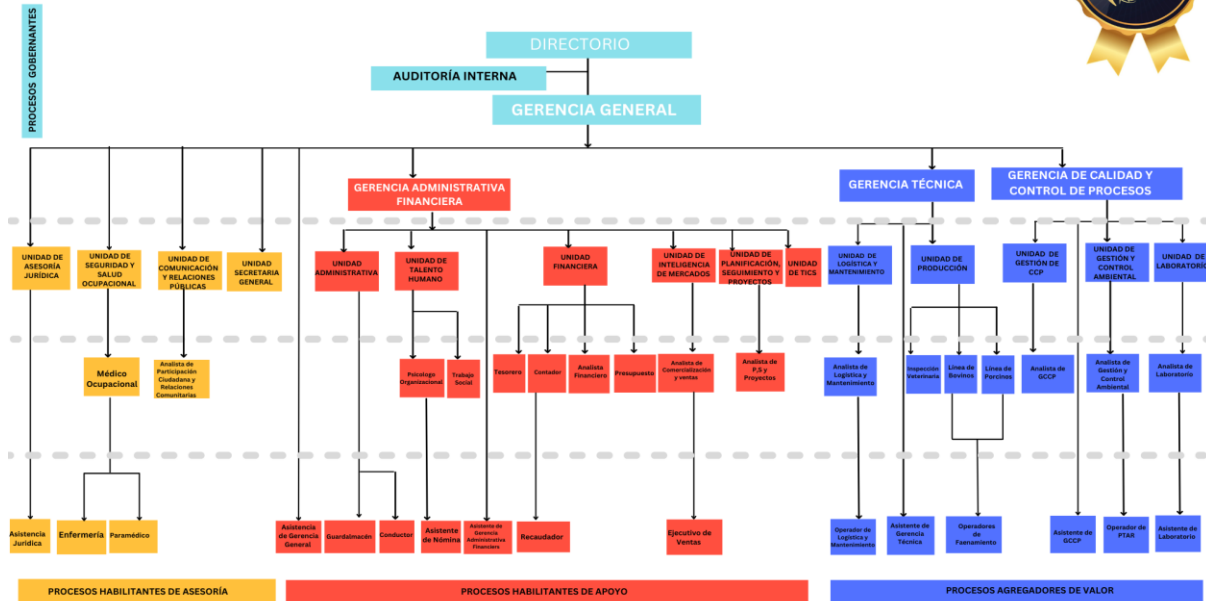 PROCESOS GOBERNANTES
DIRECTORIO
AUDITORÍA INTERNA
GERENCIA GENERAL
GERENCIA ADMINISTRATIVA
FINANCIERA
GERENCIA TÉCNICA
GERENCIA DE CALIDAD Y
CONTROL DE PROCESOS
UNIDAD DE
ASESORÍA
JURÍDICA
UNIDAD DE
SEGURIDAD Y
SALUD
OCUPACIONAL
UNIDAD DE
COMUNICACIÓN
Y RELACIONES
PÚBLICAS
UNIDAD
SECRETARIA
GENERAL
UNIDAD
ADMINISTRATIVA
UNIDAD DE
TALENTO
HUMANO
UNIDAD
FINANCIERA
UNIDAD DE
INTELIGENCIA
DE MERCADOS
UNIDAD DE
PLANIFICACIÓN,
SEGUIMIENTO Y
PROYECTOS
UNIDAD
DE TICS
UNIDAD DE
LOGÍSTICA Y
MANTENIMIENTO
UNIDAD DE
PRODUCCIÓN
UNIDAD DE
GESTIÓN DE
CCP
UNIDAD DE
GESTIÓN Y
CONTROL
AMBIENTAL
UNIDAD DE
LABORATORÍO
Médico
Ocupacional
Analista de
Participación
Ciudadana y
Relaciones
Comunitarias
Psicologo
Organizacional
Trabajo
Social
Tesorero
Contador
Analista
Financiero
Presupuesto
Analista de
Comercialización
y ventas
Analista de
P,S y
Proyectos
Analista de
Logística y
Mantenimiento
Inspección
Veterinaria
Línea de
Bovinos
Línea de
Porcinos
Analista de
GCCP
Analista de
Gestión y
Control
Ambiental
Analista de
Laboratorio
Asistencia
Jurídica
Enfermería
Paramédico
Asistencia
de Gerencia
General
Guardalmacén
Conductor
Asistente
de Nómina
Asistente de
Gerencia
Administrativa
Financiers
Recaudador
Ejecutivo de
Ventas
Operador de
Logística y
Mantenimiento
Asistente de
Gerencia
Técnica
Operadores
de
Faenamiento
Asistente de
GCCP
Operador de
PTAR
Asistente de
Laboratorio
PROCESOS HABILITANTES DE ASESORÍA
PROCESOS HABILITANTES DE APOYO
PROCESOS AGREGADORES DE VALOR